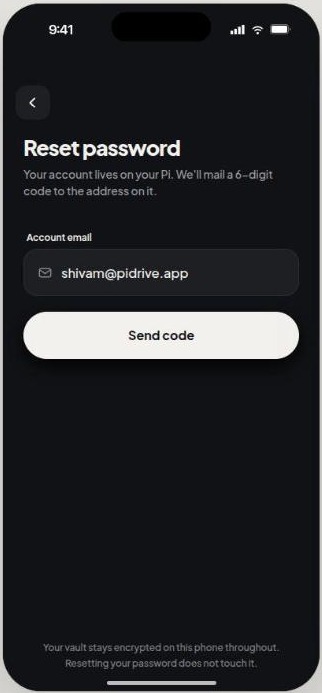 9:41
Reset password
Your account lives on your Pi. We'll mail a 6-digit
code to the address on it.
Account email
shivam@pidrive.app
Send code
Your vault stays encrypted on this phone throughout.
Resetting your password does not touch it.